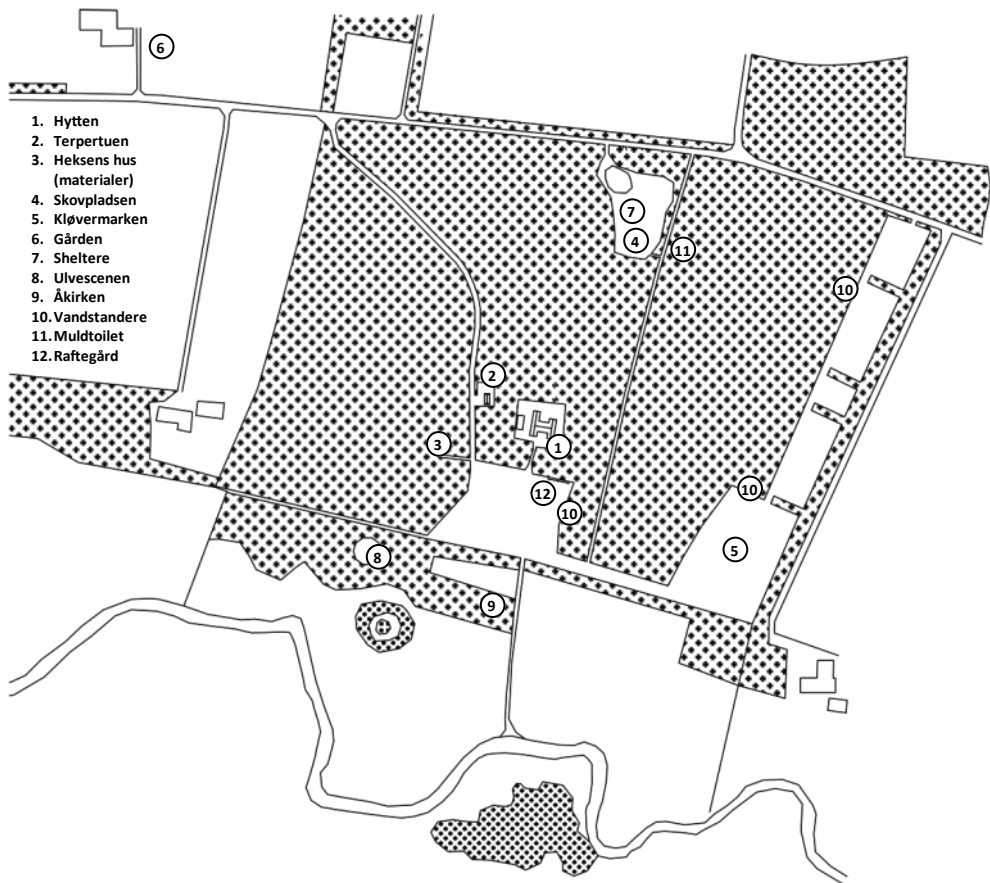 6
1. Hytten
2. Terpertuen
3. Heksens hus
(materialer)
4. Skovpladsen
5. Kløvermarken
6. Gården
7. Sheltere
8. Ulvescenen
9. Åkirken
10. Vandstandere
11. Muldtoilet
12. Raftegård
7
4
11
10
2
3
1
12
10
10
5
8
9